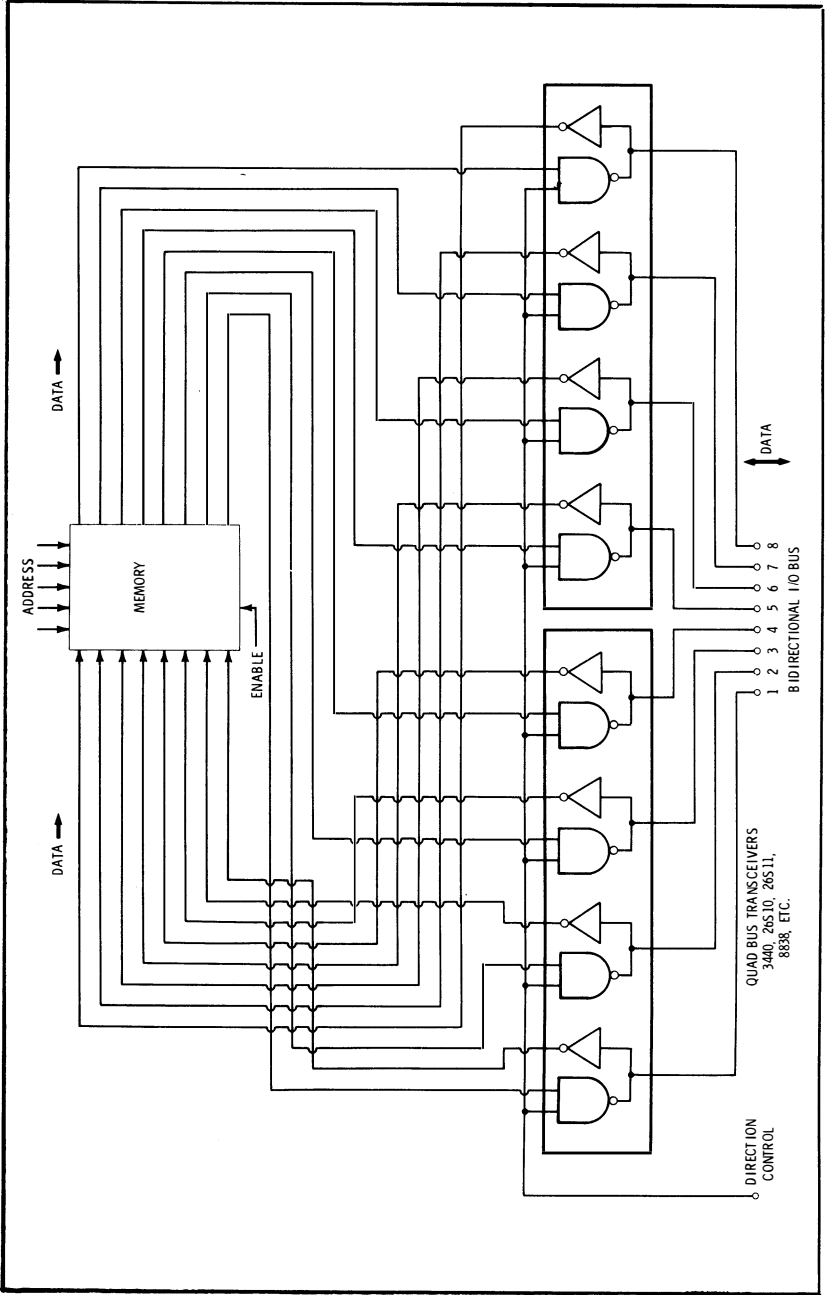 DATA
ADDRESS
DATA
MEMORY
ENABLE
DATA
1 2 3 4 5 6 7 8
BIDIRECTIONAL I/O BUS
QUAD BUS TRANSCEIVERS
3440, 26S10, 26S11,
8838, ETC.
DIRECTION
CONTROL